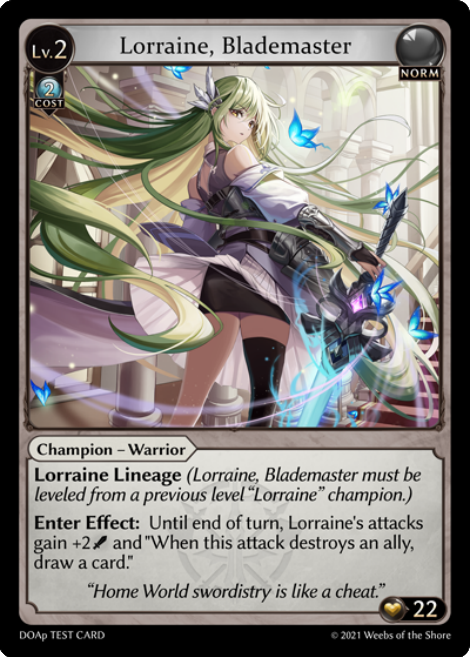 Lv.2
Lorraine, Blademaster
NORM
2
COST
Champion – Warrior
Lorraine Lineage (Lorraine, Blademaster must be
leveled from a previous level “Lorraine” champion.)
Enter Effect: Until end of turn, Lorraine's attacks
gain +2 and "When this attack destroys an ally,
draw a card."
“Home World swordistry is like a cheat.”
22
DOAp TEST CARD
© 2021 Weebs of the Shore